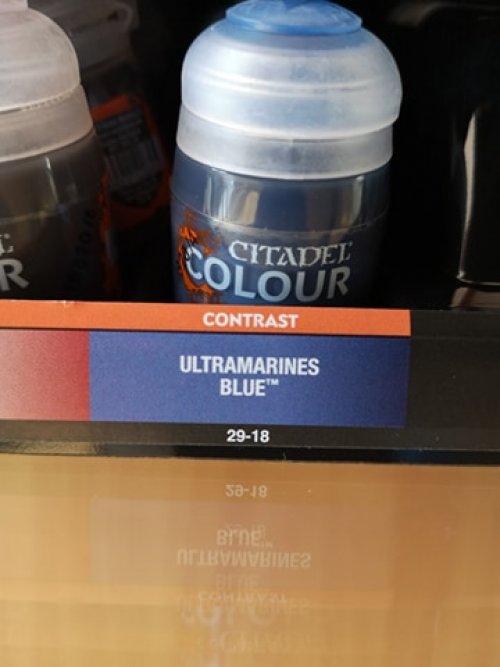 CITADEL
COLOUR
CONTRAST
ULTRAMARINES
BLUE™
29-18